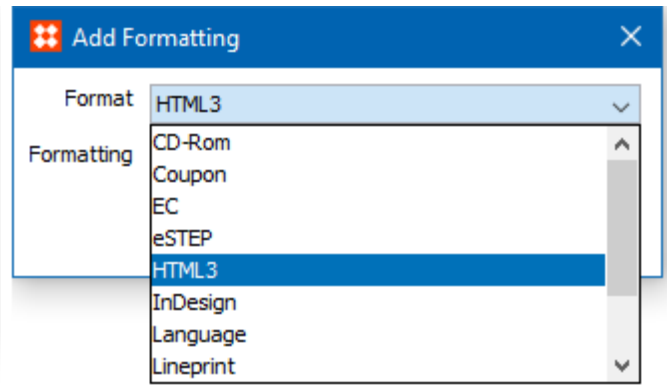 Add Formatting
Format HTML3
Formatting
CD-Rom
Coupon
EC
eSTEP
HTML3
InDesign
Language
Lineprint